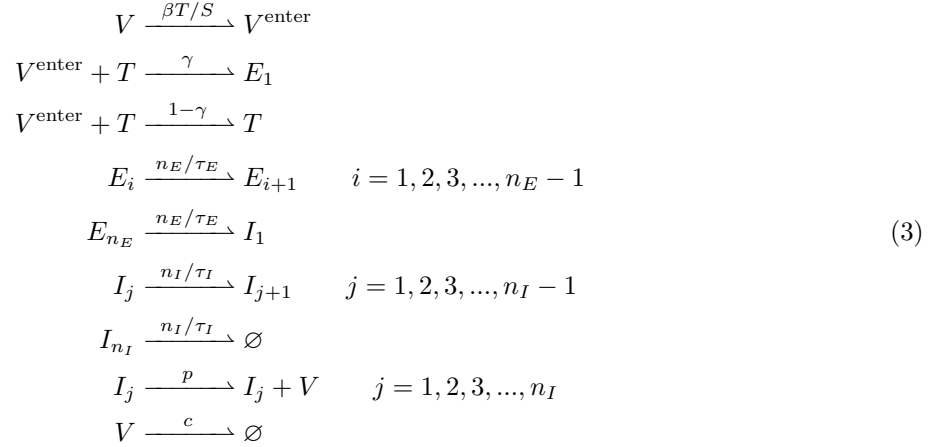 V βT/S⇀ V^enter
V^enter + T γ⇀ E_1
V^enter + T 1−γ⇀ T
E_i n_E/τ_E⇀ E_{i+1} i = 1, 2, 3, ..., n_E − 1
E_{n_E} n_E/τ_E⇀ I_1 (3)
I_j n_I/τ_I⇀ I_{j+1} j = 1, 2, 3, ..., n_I − 1
I_{n_I} n_I/τ_I⇀ ∅
I_j p⇀ I_j + V j = 1, 2, 3, ..., n_I
V c⇀ ∅